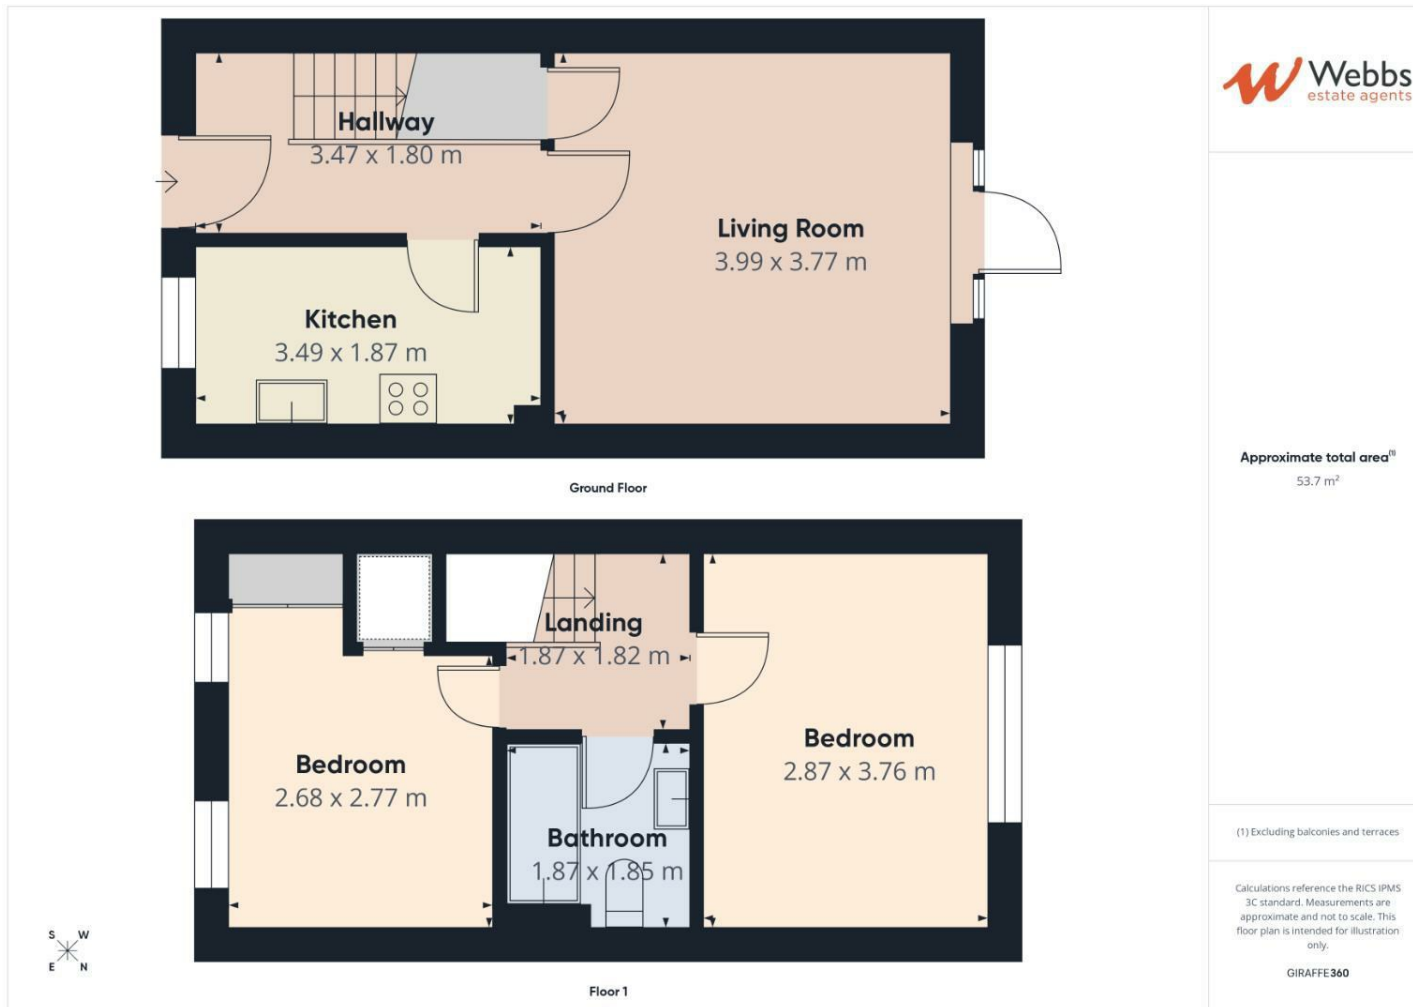 Hallway
3.47 x 1.80 m
Living Room
3.99 x 3.77 m
Kitchen
3.49 x 1.87 m
Ground Floor
Landing
1.87 x 1.82 m
Bedroom
2.68 x 2.77 m
Bedroom
2.87 x 3.76 m
Bathroom
1.87 x 1.85 m
S W
E N
Floor 1
Webbs
estate agents
Approximate total area(1)
53.7 m²
(1) Excluding balconies and terraces
Calculations reference the RICS IPMS
3C standard. Measurements are
approximate and not to scale. This
floor plan is intended for illustration
only.
GIRAFFE360